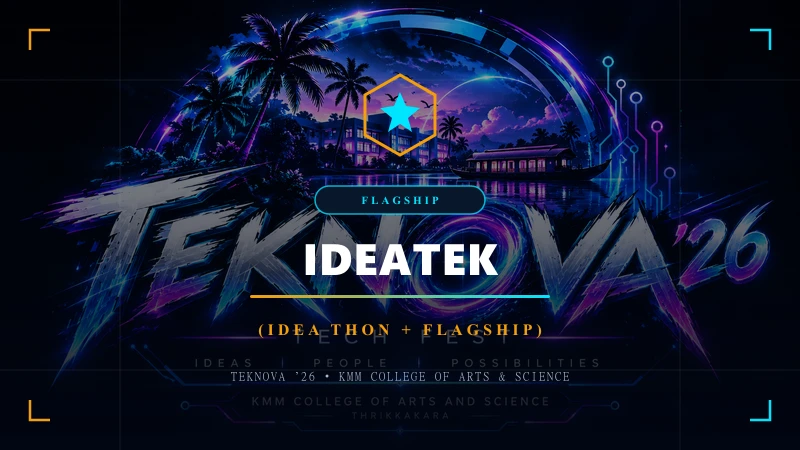 FLAGSHIP
TEKNOVA '26
IDEATEK
(IDEA THON + FLAGSHIP)
TECH FEST
IDEAS | PEOPLE | POSSIBILITIES
TEKNOVA '26 • KMM COLLEGE OF ARTS & SCIENCE
KMM COLLEGE OF ARTS AND SCIENCE
THRIKKAKARA